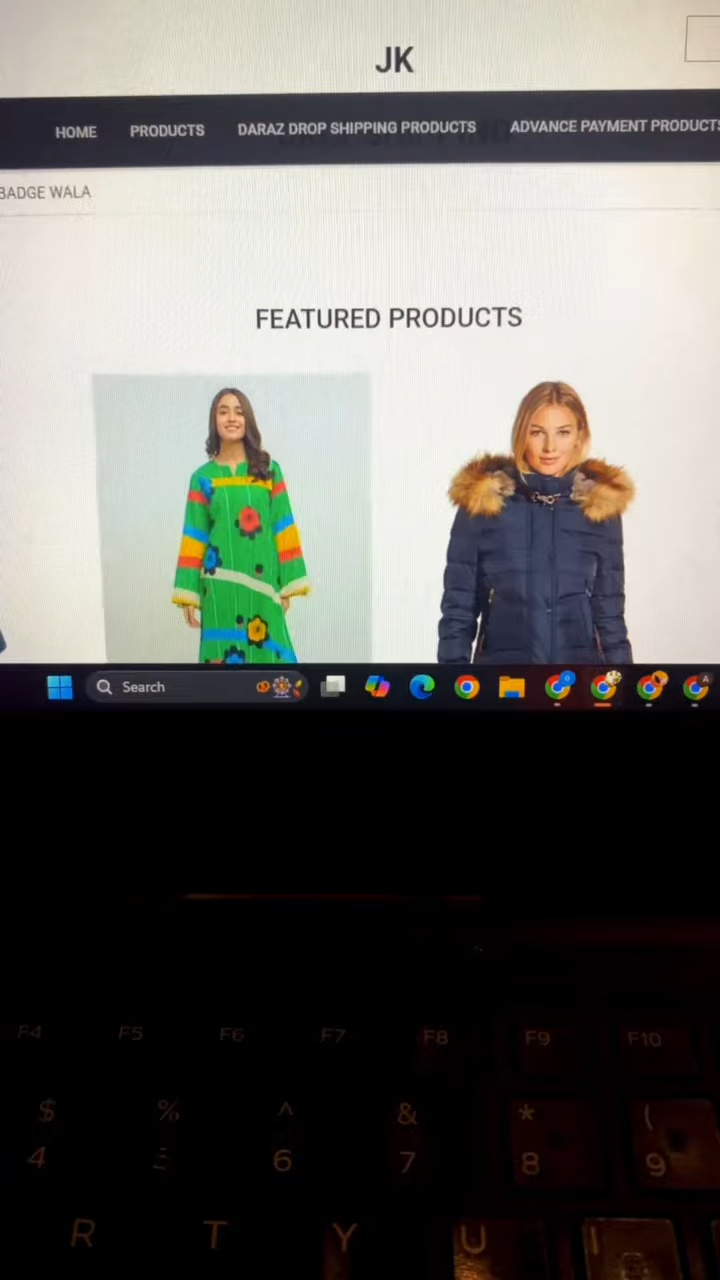 JK
HOME PRODUCTS DARAZ DROP SHIPPING PRODUCTS ADVANCE PAYMENT PRODUCTS
BADGE WALA
FEATURED PRODUCTS
Search
A
F4 F5 F6 F7 F8 F9 F10
$ % ^ & * (
4 6 7 8 9
R T Y U I